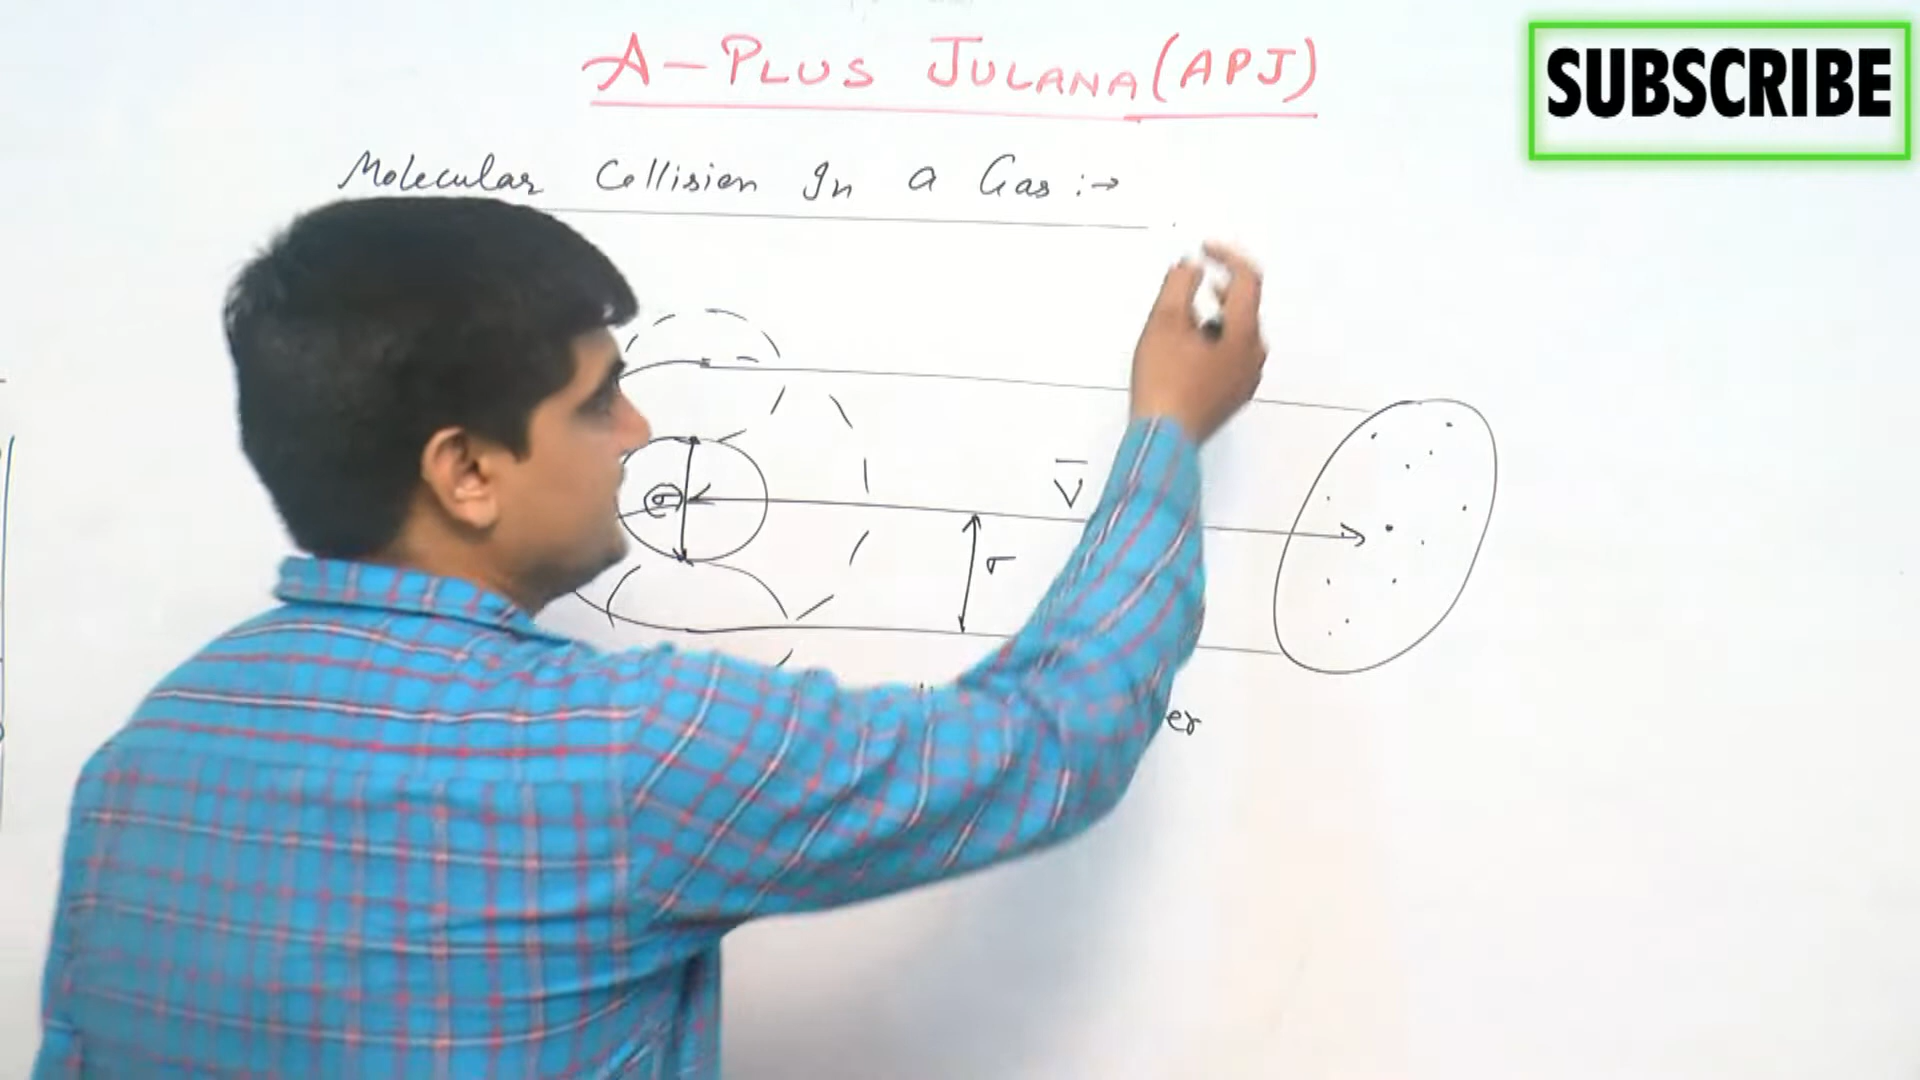 A-PLUS JULANA (APJ)
SUBSCRIBE
Molecular Collision In a Gas :→
σ
V̅
σ
er